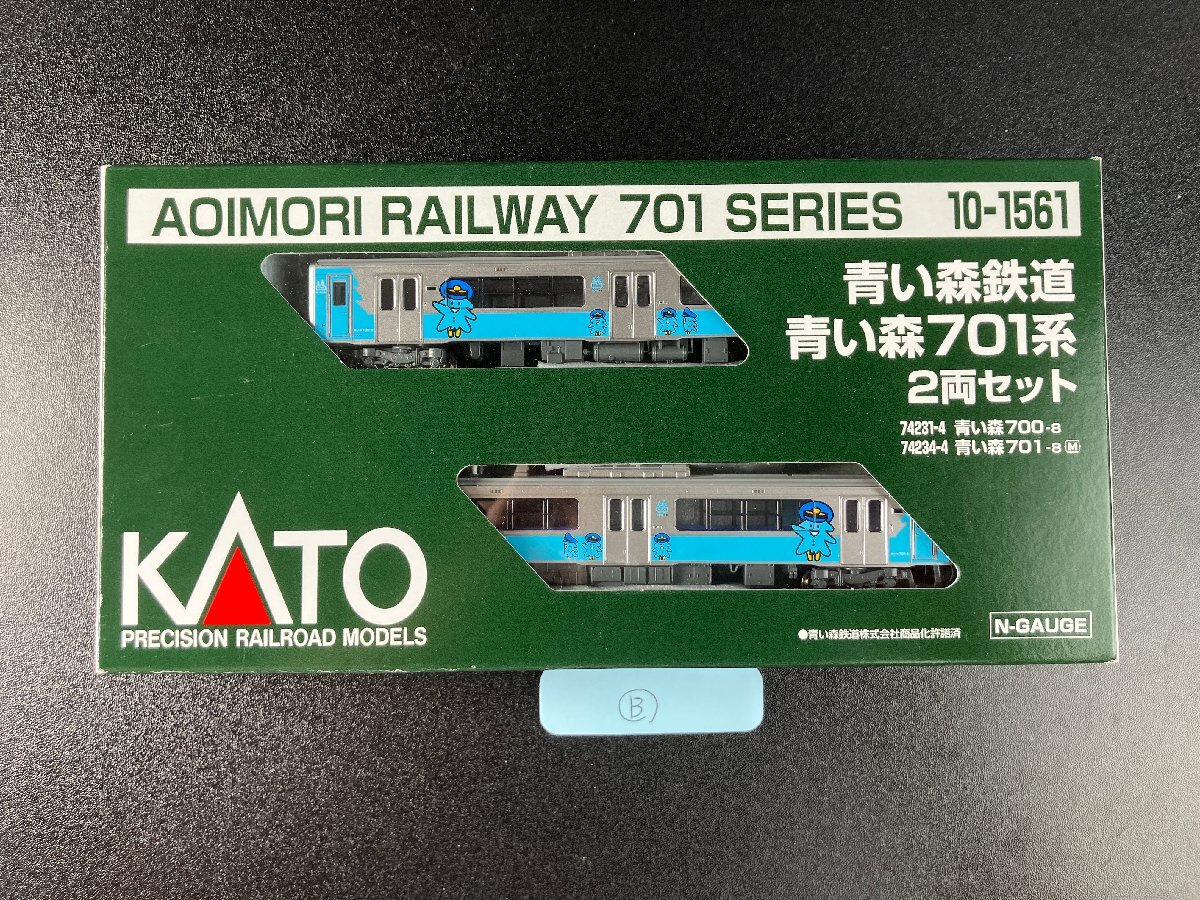 AOIMORI RAILWAY 701 SERIES 10-1561
青い森鉄道
青い森701系
2両セット
74231-4 青い森700-8
74234-4 青い森701-8 M
KATO
PRECISION RAILROAD MODELS
●青い森鉄道株式会社商品化許諾済
N-GAUGE
B